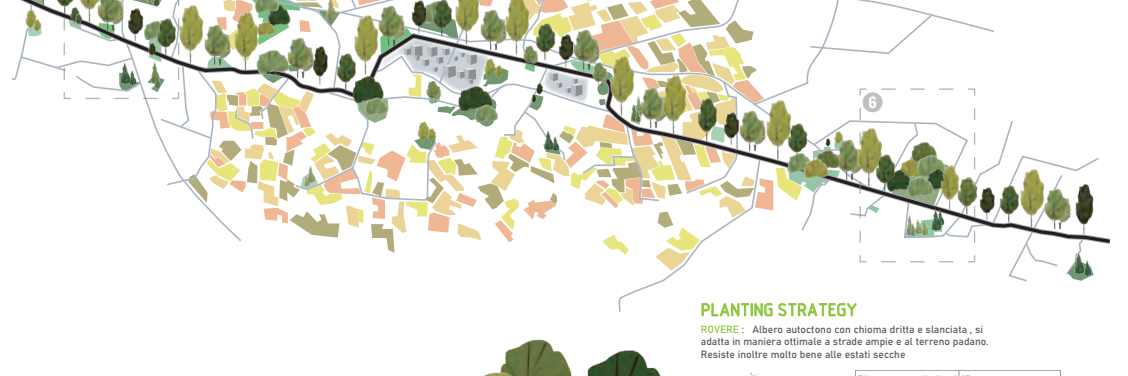 6
PLANTING STRATEGY
ROVERE : Albero autoctono con chioma dritta e slanciata , si
adatta in maniera ottimale a strade ampie e al terreno padano.
Resiste inoltre molto bene alle estati secche